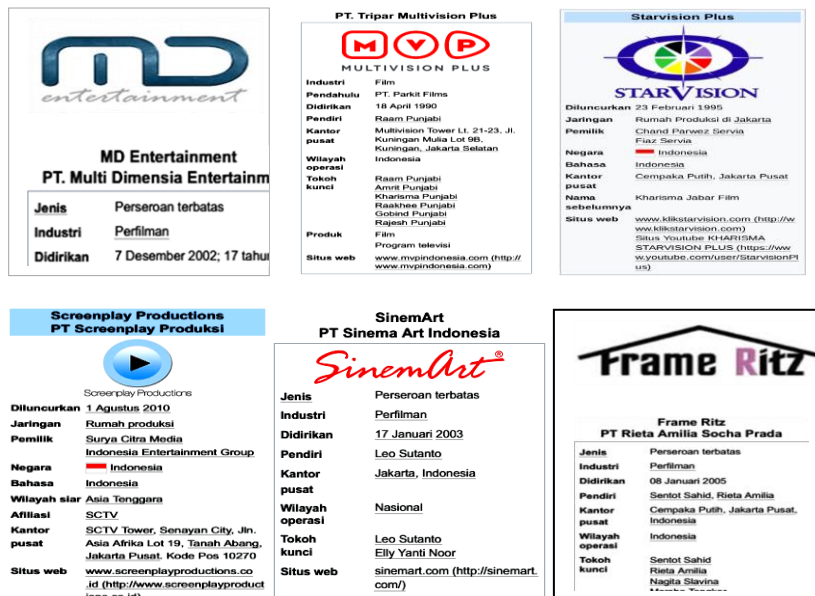 MD
entertainment
MD Entertainment
PT. Multi Dimensia Entertainm
Jenis Perseroan terbatas
Industri Perfilman
Didirikan 7 Desember 2002; 17 tahu
PT. Tripar Multivision Plus
MVP
MULTIVISION PLUS
Industri Film
Pendahulu PT. Parkit Films
Didirikan 18 April 1990
Pendiri Raam Punjabi
Kantor Multivision Tower Lt. 21-23, Jl.
pusat Kuningan Mulia Lot 9B,
Kuningan, Jakarta Selatan
Wilayah Indonesia
operasi
Tokoh Raam Punjabi
kunci Amrit Punjabi
Kharisma Punjabi
Raakhee Punjabi
Gobind Punjabi
Rajesh Punjabi
Produk Film
Program televisi
Situs web www.mvpindonesia.com (http://
www.mvpindonesia.com)
Starvision Plus
STARVISION
Diluncurkan 23 Februari 1995
Jaringan Rumah Produksi di Jakarta
Pemilik Chand Parwez Servia
Fiaz Servia
Negara Indonesia
Bahasa Indonesia
Kantor Cempaka Putih, Jakarta Pusat
pusat
Nama Kharisma Jabar Film
sebelumnya
Situs web www.klikstarvision.com (http://w
ww.klikstarvision.com)
Situs Youtube KHARISMA
STARVISION PLUS (https://ww
w.youtube.com/user/StarvisionPl
us)
Screenplay Productions
PT Screenplay Produksi
Screenplay Productions
Diluncurkan 1 Agustus 2010
Jaringan Rumah produksi
Pemilik Surya Citra Media
Indonesia Entertainment Group
Negara Indonesia
Bahasa Indonesia
Wilayah siar Asia Tenggara
Afiliasi SCTV
Kantor SCTV Tower, Senayan City, Jln.
pusat Asia Afrika Lot 19, Tanah Abang,
Jakarta Pusat. Kode Pos 10270
Situs web www.screenplayproductions.co
.id (http://www.screenplayproduct
SinemArt
PT Sinema Art Indonesia
SinemArt®
Jenis Perseroan terbatas
Industri Perfilman
Didirikan 17 Januari 2003
Pendiri Leo Sutanto
Kantor Jakarta, Indonesia
pusat
Wilayah Nasional
operasi
Tokoh Leo Sutanto
kunci Elly Yanti Noor
Situs web sinemart.com (http://sinemart.
com/)
Frame Ritz
Frame Ritz
PT Rieta Amilia Socha Prada
Jenis Perseroan terbatas
Industri Perfilman
Didirikan 08 Januari 2005
Pendiri Sentot Sahid, Rieta Amilia
Kantor Cempaka Putih, Jakarta Pusat,
pusat Indonesia
Wilayah Indonesia
operasi
Tokoh Sentot Sahid
kunci Rieta Amilia
Nagita Slavina